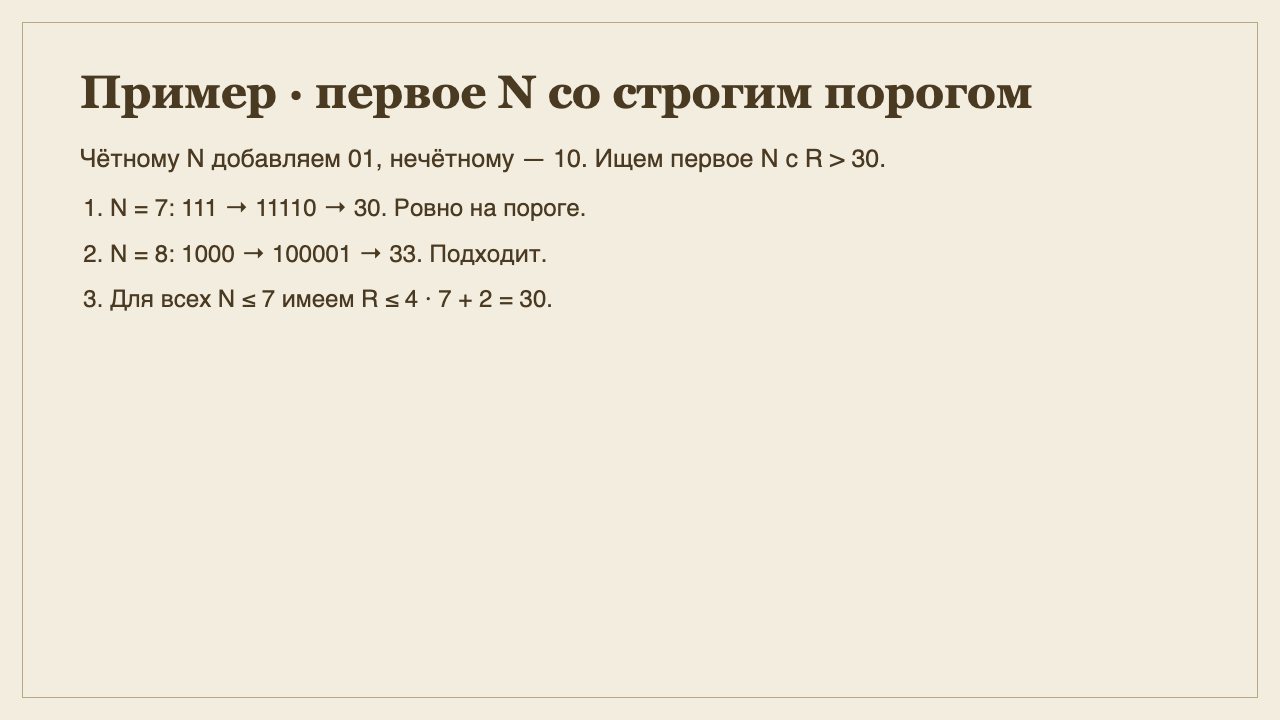 Пример · первое N со строгим порогом
Чётному N добавляем 01, нечётному — 10. Ищем первое N с R > 30.
1. N = 7: 111 → 11110 → 30. Ровно на пороге.
2. N = 8: 1000 → 100001 → 33. Подходит.
3. Для всех N ≤ 7 имеем R ≤ 4 · 7 + 2 = 30.